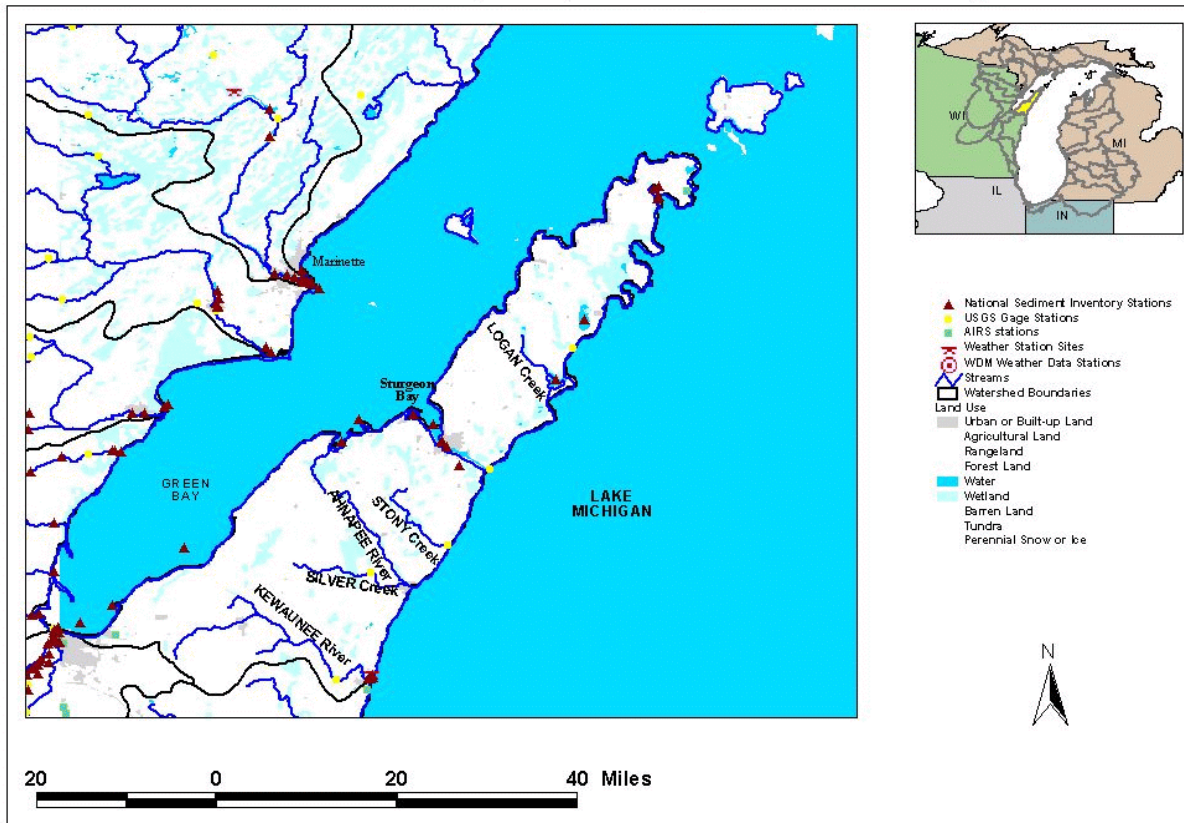 Marinette
LOGAN Creek
Sturgeon
Bay
GREEN
BAY
LAKE
MICHIGAN
AHNAPEE River
STONY Creek
SILVER Creek
KEWAUNEE River
WI
MI
IL
IN
National Sediment Inventory Stations
USGS Gage Stations
AIRS stations
Weather Station Sites
WDM Weather Data Stations
Streams
Watershed Boundaries
Land Use
Urban or Built-up Land
Agricultural Land
Rangeland
Forest Land
Water
Wetland
Barren Land
Tundra
Perennial Snow or Ice
N
20 0 20 40 Miles